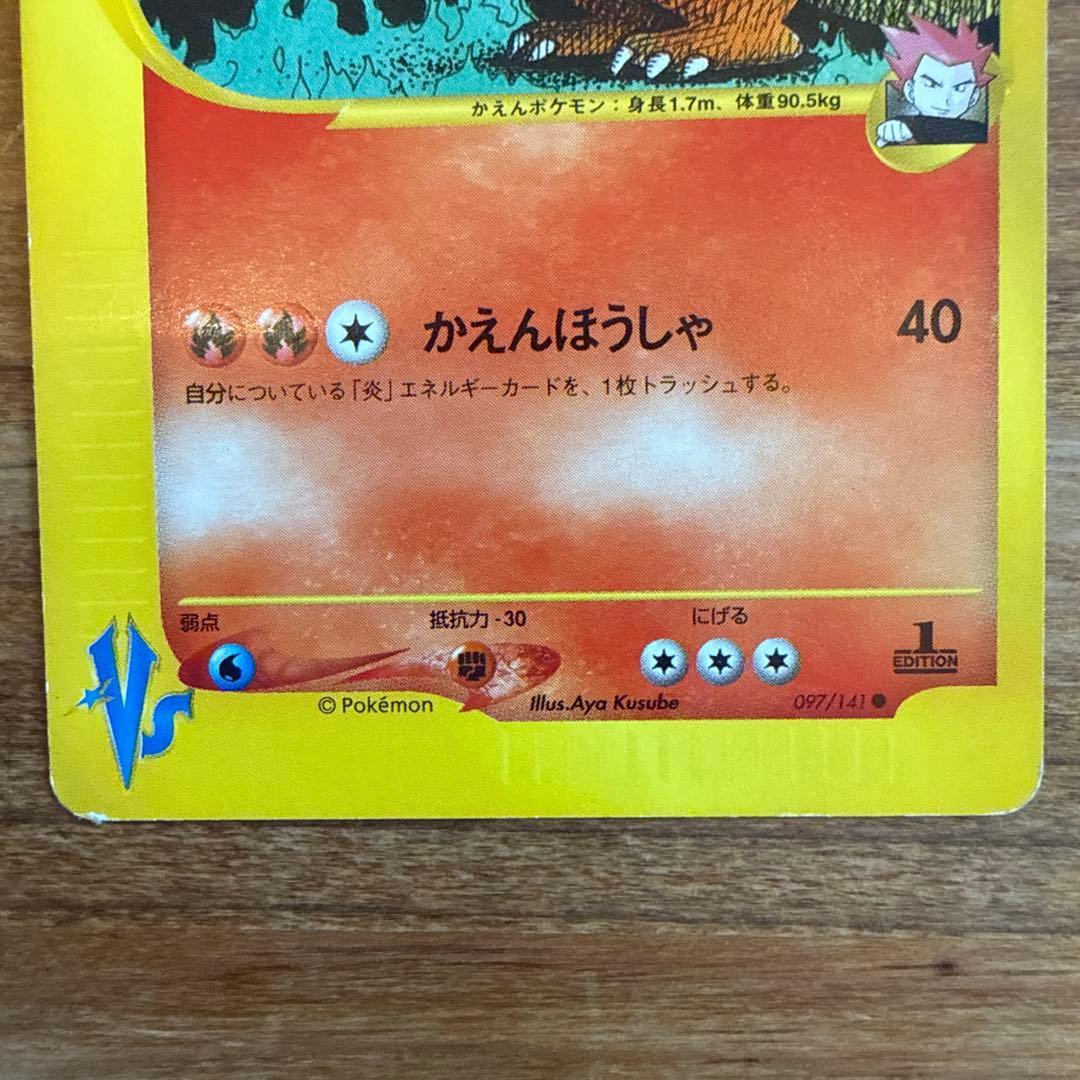 かえんポケモン：身長1.7m、体重90.5kg
かえんほうしゃ 40
自分についている「炎」エネルギーカードを、1枚トラッシュする。
弱点 抵抗力 -30 にげる
1
EDITION
VS
© Pokémon Illus.Aya Kusube 097/141●